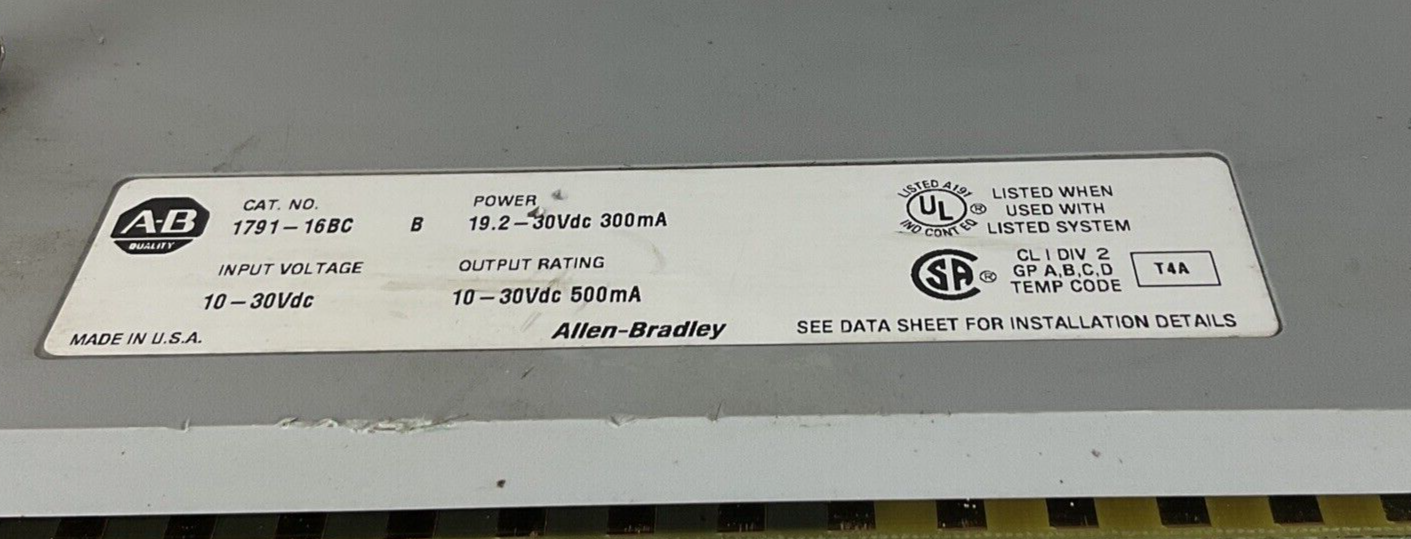 A-B
QUALITY
CAT. NO.
1791-16BC B
POWER
19.2-30Vdc 300mA
INPUT VOLTAGE
10-30Vdc
OUTPUT RATING
10-30Vdc 500mA
MADE IN U.S.A.
Allen-Bradley
LISTED A191
UL ®
IND CONT EQ
LISTED WHEN
USED WITH
LISTED SYSTEM
SA ®
CL I DIV 2
GP A,B,C,D
TEMP CODE
T4A
SEE DATA SHEET FOR INSTALLATION DETAILS